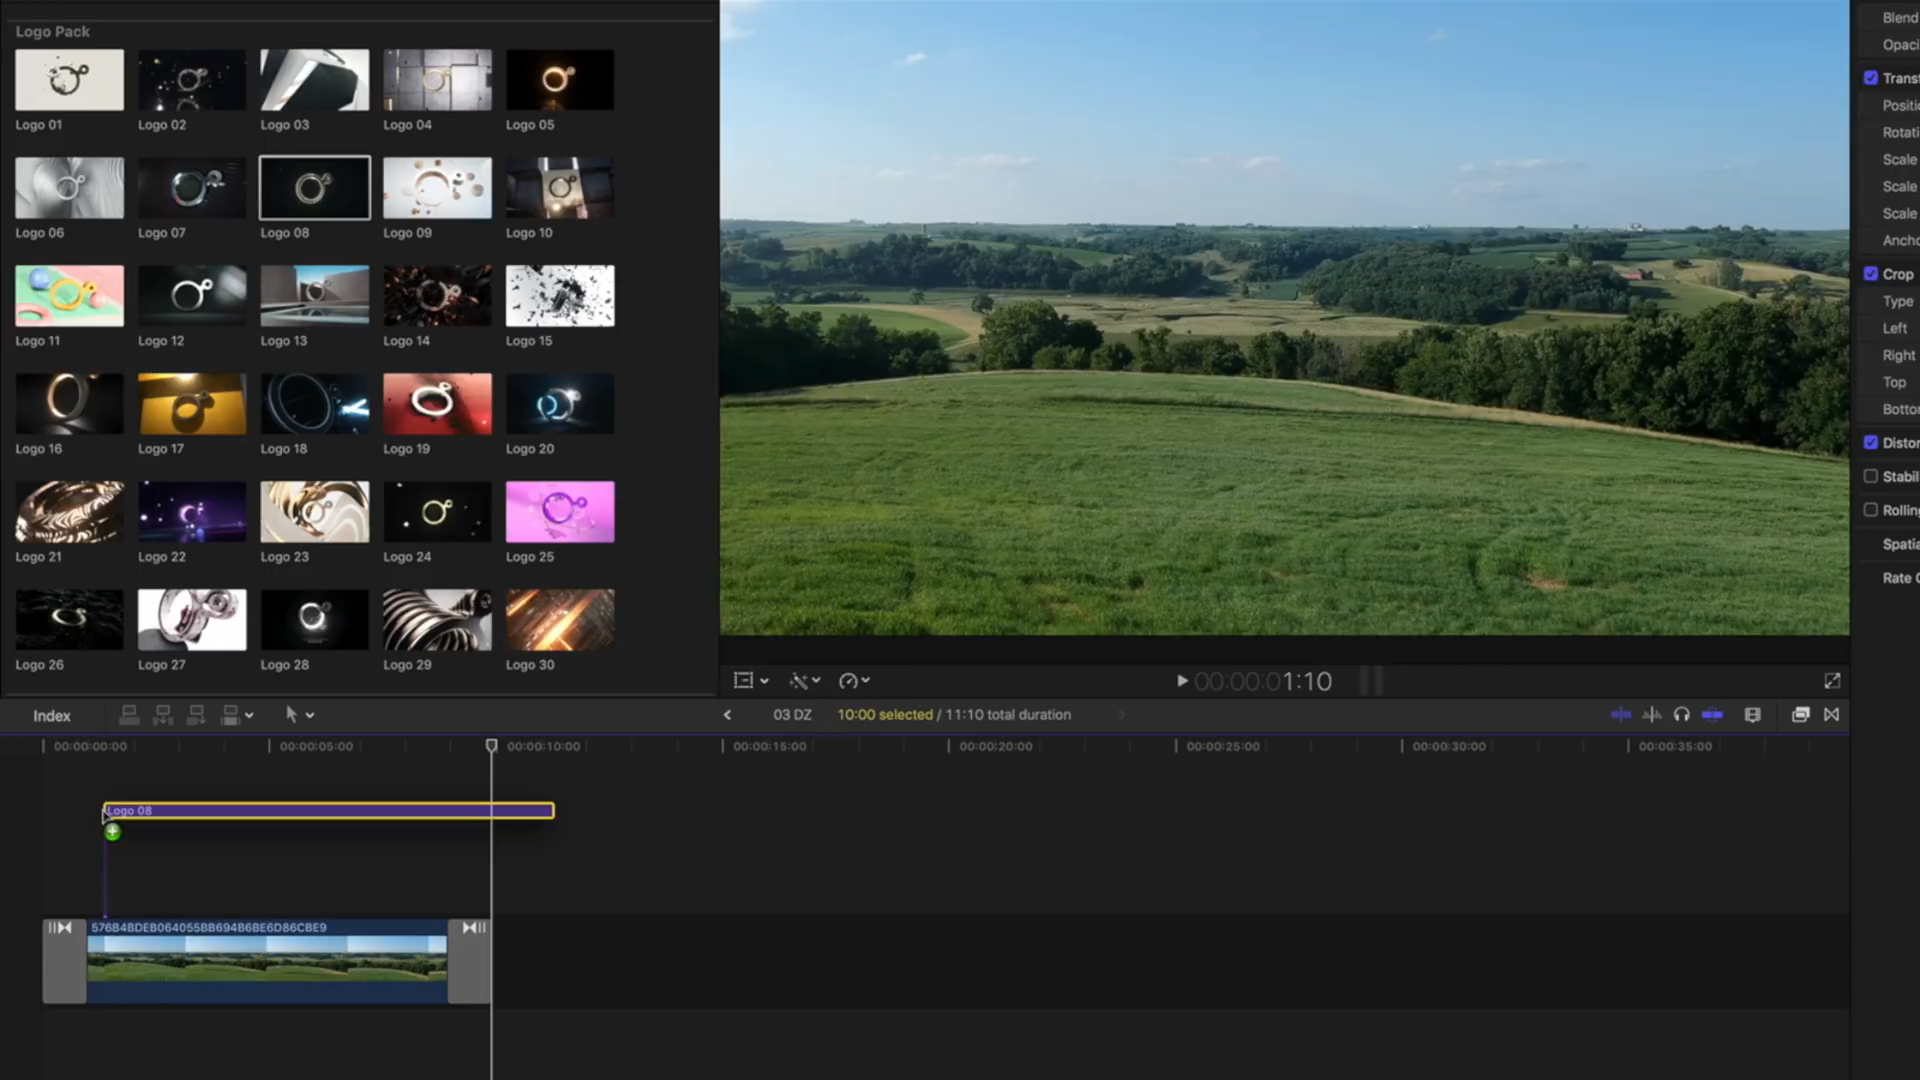 Logo Pack
Logo 01
Logo 02
Logo 03
Logo 04
Logo 05
Logo 06
Logo 07
Logo 08
Logo 09
Logo 10
Logo 11
Logo 12
Logo 13
Logo 14
Logo 15
Logo 16
Logo 17
Logo 18
Logo 19
Logo 20
Logo 21
Logo 22
Logo 23
Logo 24
Logo 25
Logo 26
Logo 27
Logo 28
Logo 29
Logo 30
Blend
Opaci
Transf
Positio
Rotati
Scale
Scale
Scale
Ancho
Crop
Type
Left
Right
Top
Botto
Distor
Stabil
Rolling
Spatia
Rate C
00:00:01:10
Index
03 DZ
10:00 selected / 11:10 total duration
00:00:00:00
00:00:05:00
00:00:10:00
00:00:15:00
00:00:20:00
00:00:25:00
00:00:30:00
00:00:35:00
Logo 08
576B4BDEB064055BB694B6BE6D86CBE9